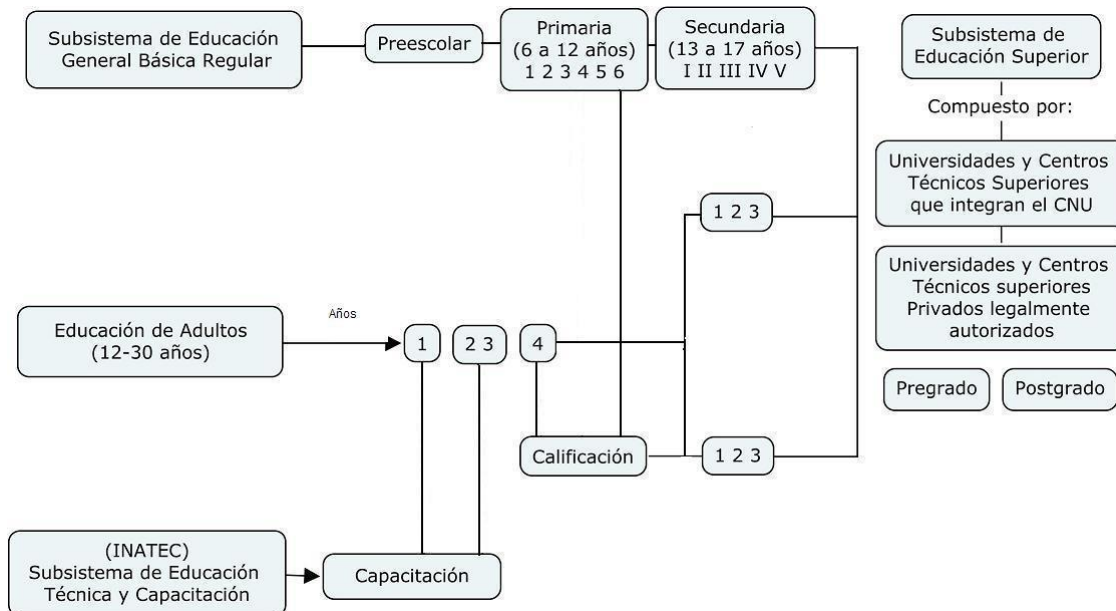 Subsistema de Educación
General Básica Regular
Preescolar
Primaria
(6 a 12 años)
1 2 3 4 5 6
Secundaria
(13 a 17 años)
I II III IV V
Subsistema de
Educación Superior
Compuesto por:
Universidades y Centros
Técnicos Superiores
que integran el CNU
1 2 3
Universidades y Centros
Técnicos superiores
Privados legalmente
autorizados
Pregrado
Postgrado
Educación de Adultos
(12-30 años)
Años
1
2 3
4
Calificación
1 2 3
(INATEC)
Subsistema de Educación
Técnica y Capacitación
Capacitación